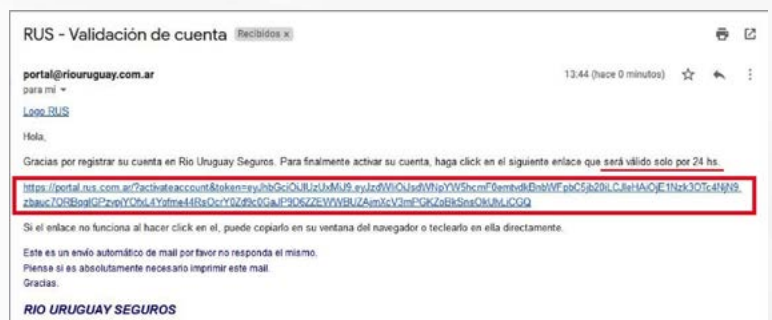 RUS - Validación de cuenta Recibidos x
portal@riouruguay.com.ar 13:44 (hace 0 minutos)
para mí
Logo RUS
Hola,
Gracias por registrar su cuenta en Rio Uruguay Seguros. Para finalmente activar su cuenta, haga click en el siguiente enlace que será válido solo por 24 hs.
Si el enlace no funciona al hacer click en el, puede copiarlo en su ventana del navegador o teclearlo en ella directamente.
Este es un envío automático de mail por favor no responda el mismo.
Piense si es absolutamente necesario imprimir este mail.
Gracias.
RIO URUGUAY SEGUROS